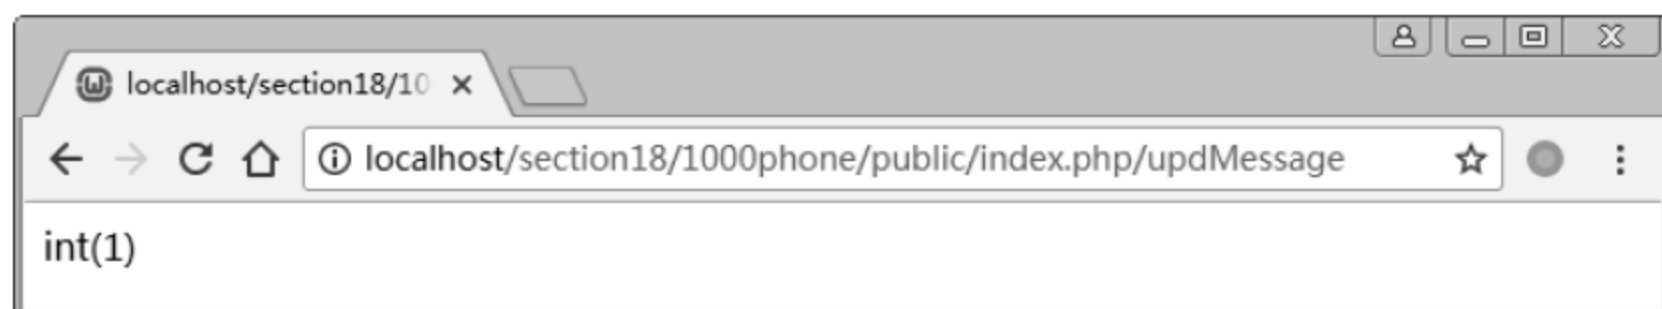 localhost/section18/10
localhost/section18/1000phone/public/index.php/updMessage
int(1)